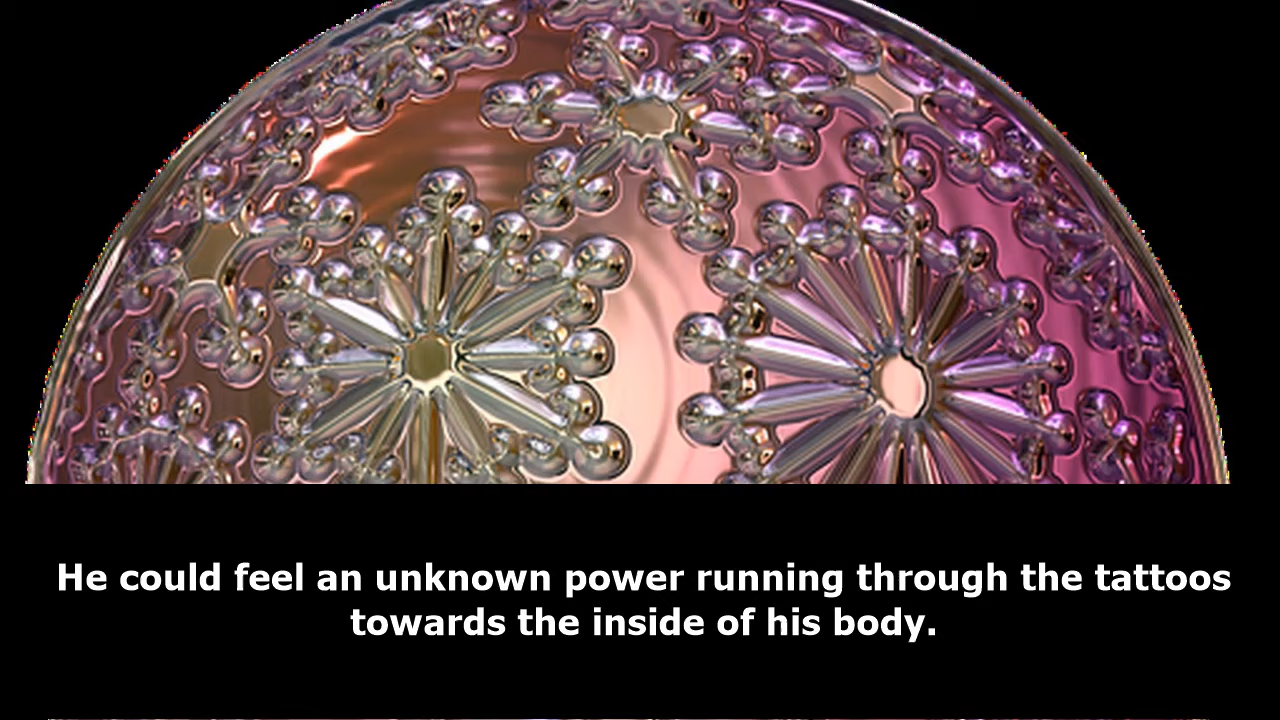 He could feel an unknown power running through the tattoos
towards the inside of his body.